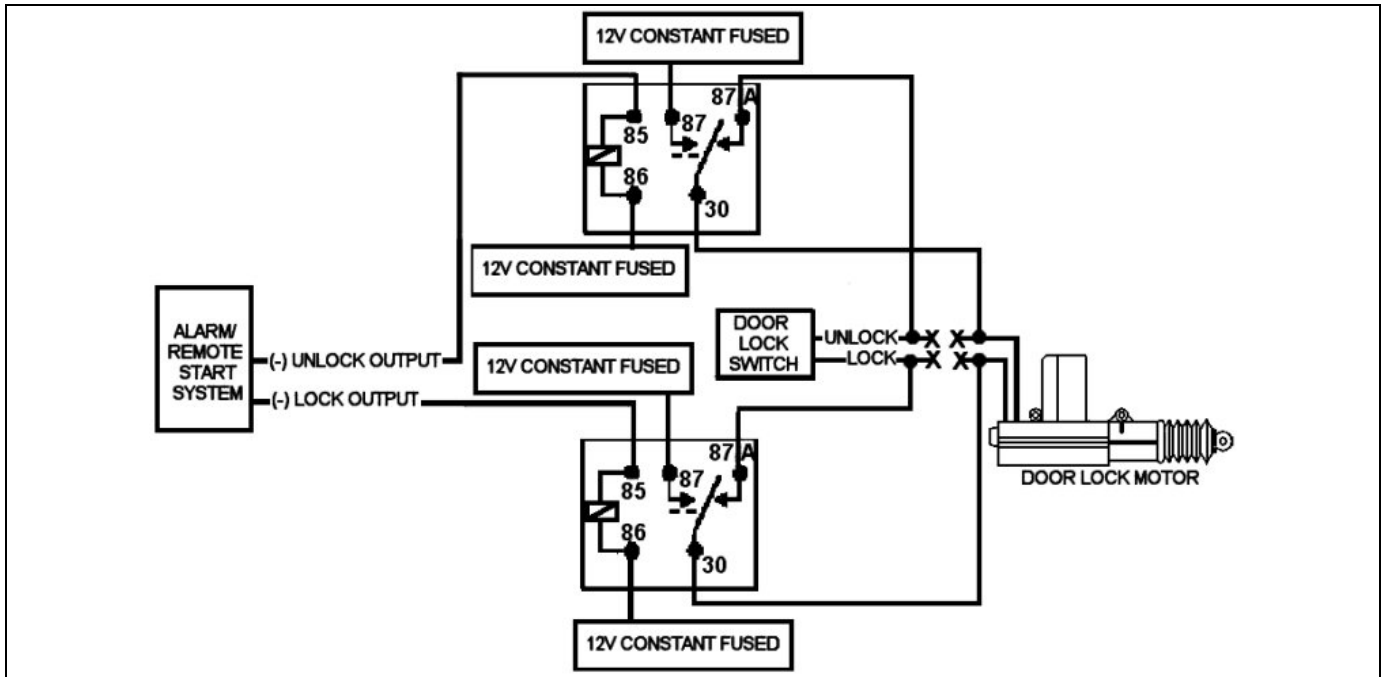 12V CONSTANT FUSED
87 A
87
85
86
30
12V CONSTANT FUSED
ALARM/
REMOTE
START
SYSTEM
(-) UNLOCK OUTPUT
(-) LOCK OUTPUT
12V CONSTANT FUSED
DOOR
LOCK
SWITCH
UNLOCK
LOCK
X X
X X
87 A
87
85
86
30
DOOR LOCK MOTOR
12V CONSTANT FUSED